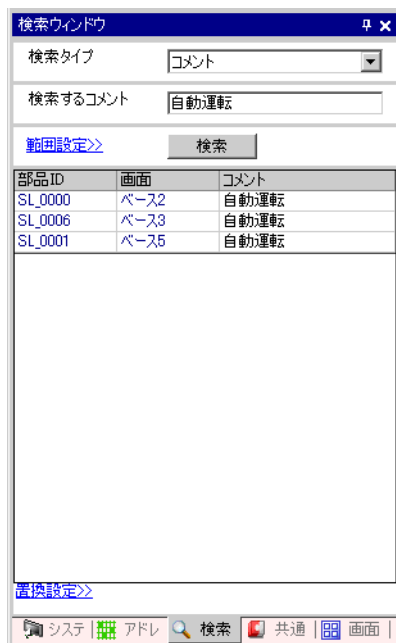 検索ウィンドウ
検索タイプ コメント
検索するコメント 自動運転
範囲設定>> 検索
部品ID 画面 コメント
SL_0000 ベース2 自動運転
SL_0006 ベース3 自動運転
SL_0001 ベース5 自動運転
置換設定>>
システ アドレ 検索 共通 画面